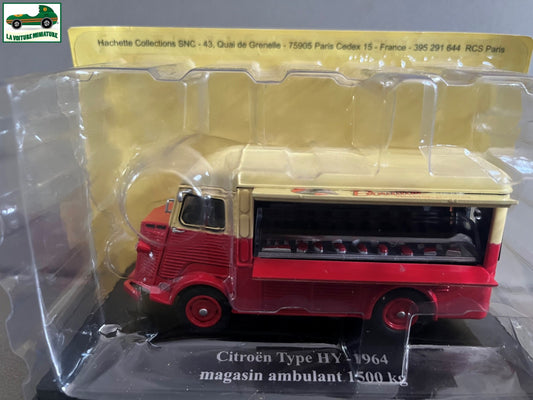 LA VOITURE MINIATURE
Hachette Collections SNC - 43, Quai de Grenelle - 75905 Paris Cedex 15 - France - 395 291 644 RCS Paris
Citroën Type HY - 1964
magasin ambulant 1500 kg